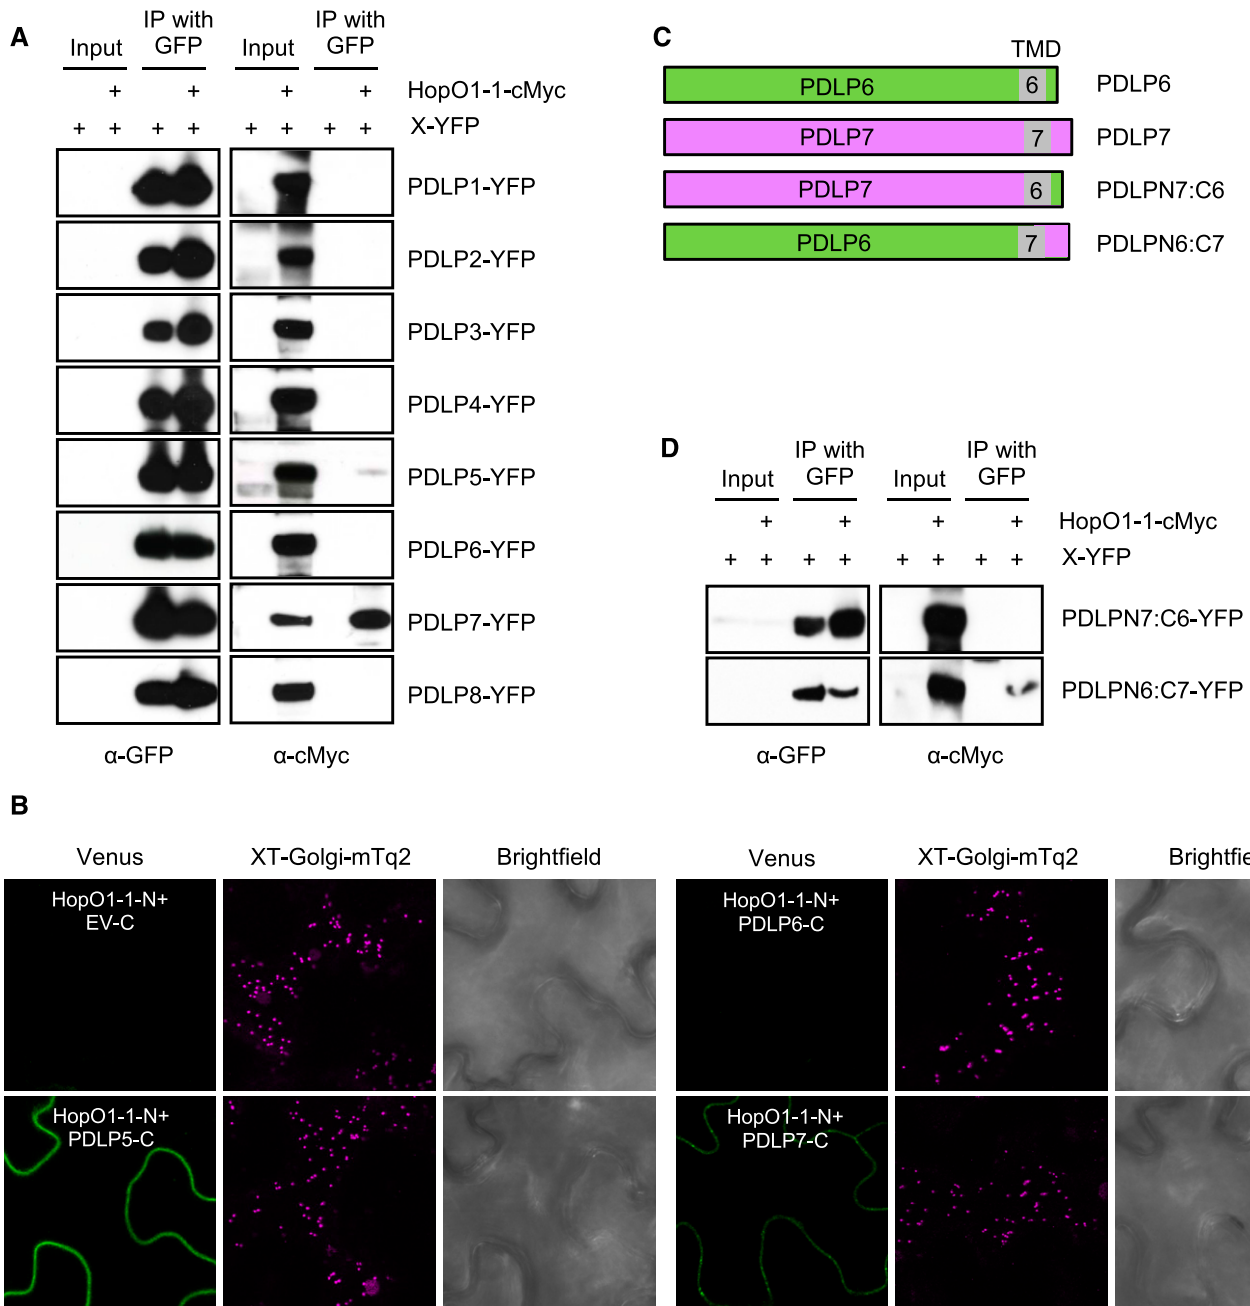 A
Input
IP with
GFP
Input
IP with
GFP
+ + + + HopO1-1-cMyc
+ + + + + + + + X-YFP
PDLP1-YFP
PDLP2-YFP
PDLP3-YFP
PDLP4-YFP
PDLP5-YFP
PDLP6-YFP
PDLP7-YFP
PDLP8-YFP
α-GFP α-cMyc
C
TMD
PDLP6 6 PDLP6
PDLP7 7 PDLP7
PDLP7 6 PDLPN7:C6
PDLP6 7 PDLPN6:C7
D
Input
IP with
GFP
Input
IP with
GFP
+ + + + HopO1-1-cMyc
+ + + + + + + + X-YFP
PDLPN7:C6-YFP
PDLPN6:C7-YFP
α-GFP α-cMyc
B
Venus XT-Golgi-mTq2 Brightfield Venus XT-Golgi-mTq2 Brightfie
HopO1-1-N+
EV-C
HopO1-1-N+
PDLP6-C
HopO1-1-N+
PDLP5-C
HopO1-1-N+
PDLP7-C